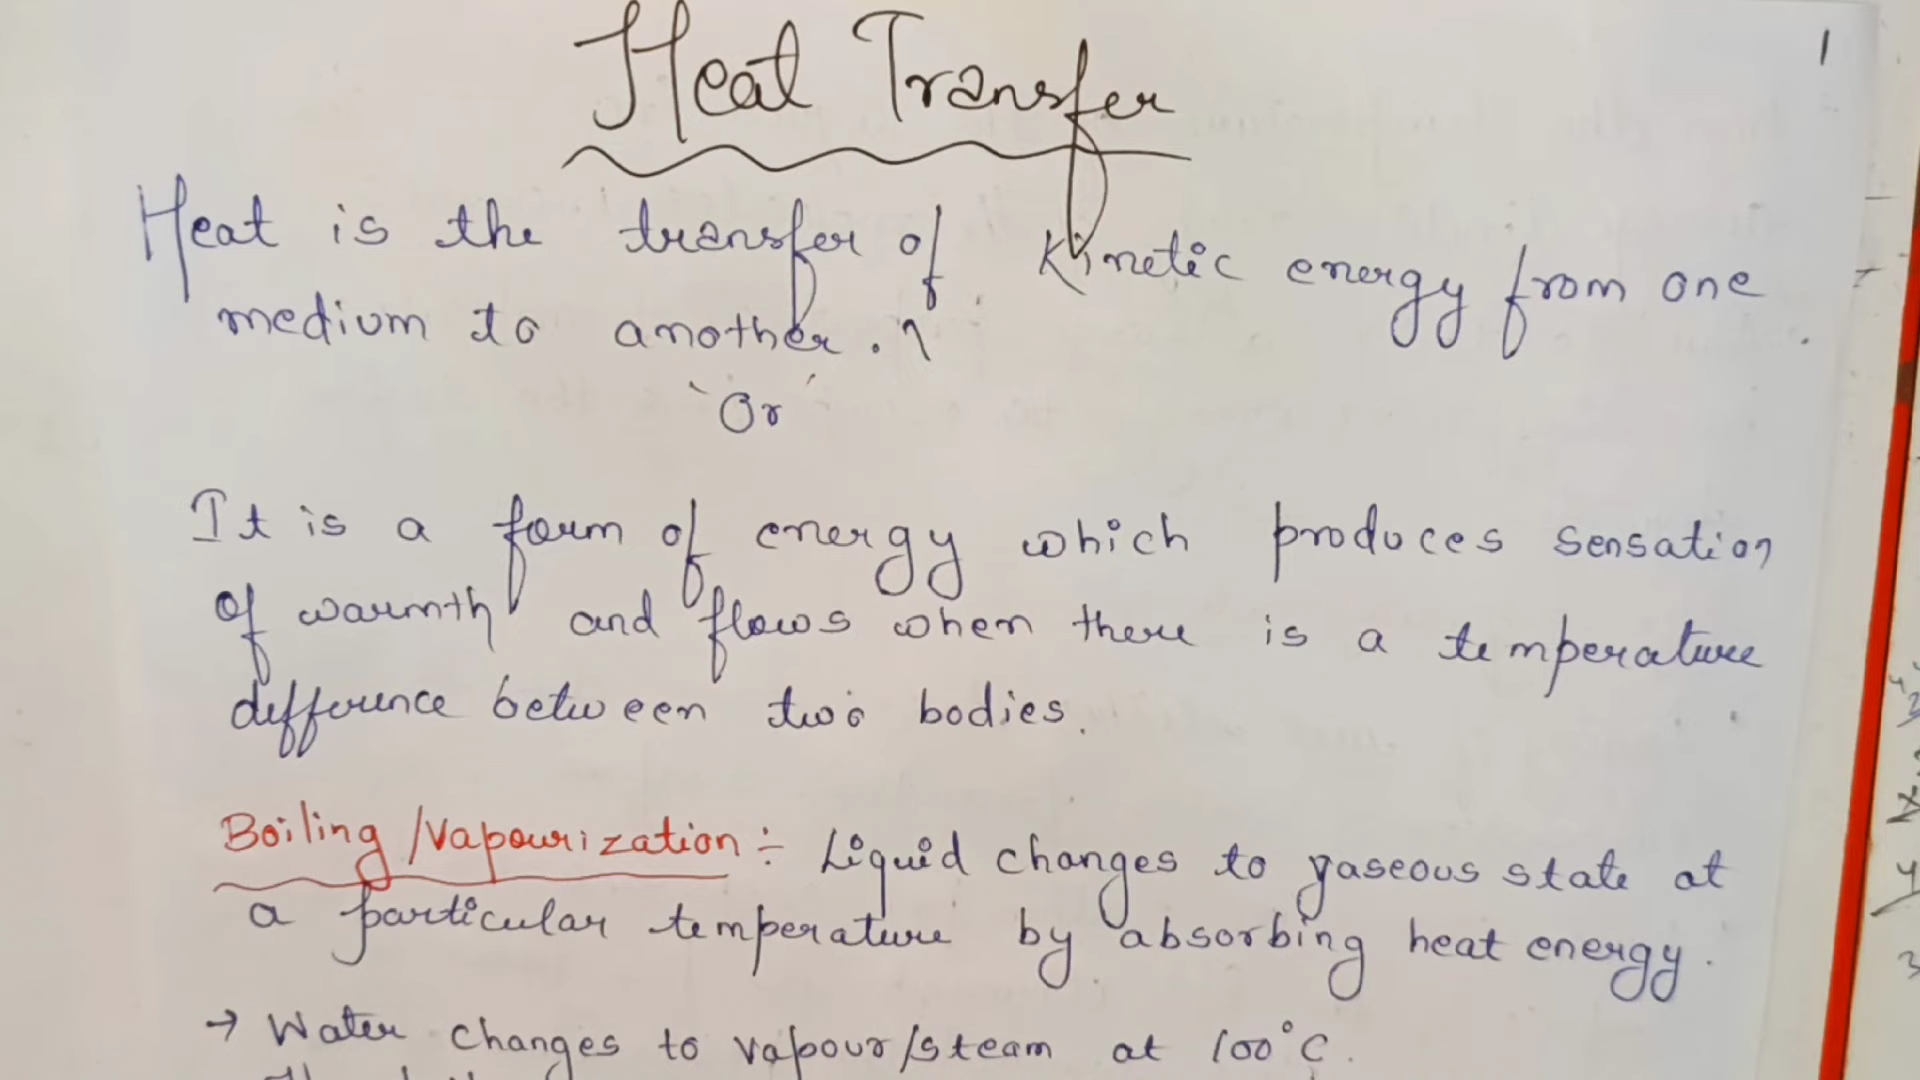 1
Heat Transfer
Heat is the transfer of Kinetic energy from one
medium to another.
Or
It is a form of energy which produces sensation
of warmth and flows when there is a temperature
difference between two bodies.
Boiling /Vapourization :- Liquid changes to gaseous state at
a particular temperature by absorbing heat energy.
→ Water changes to vapour/steam at 100°C.